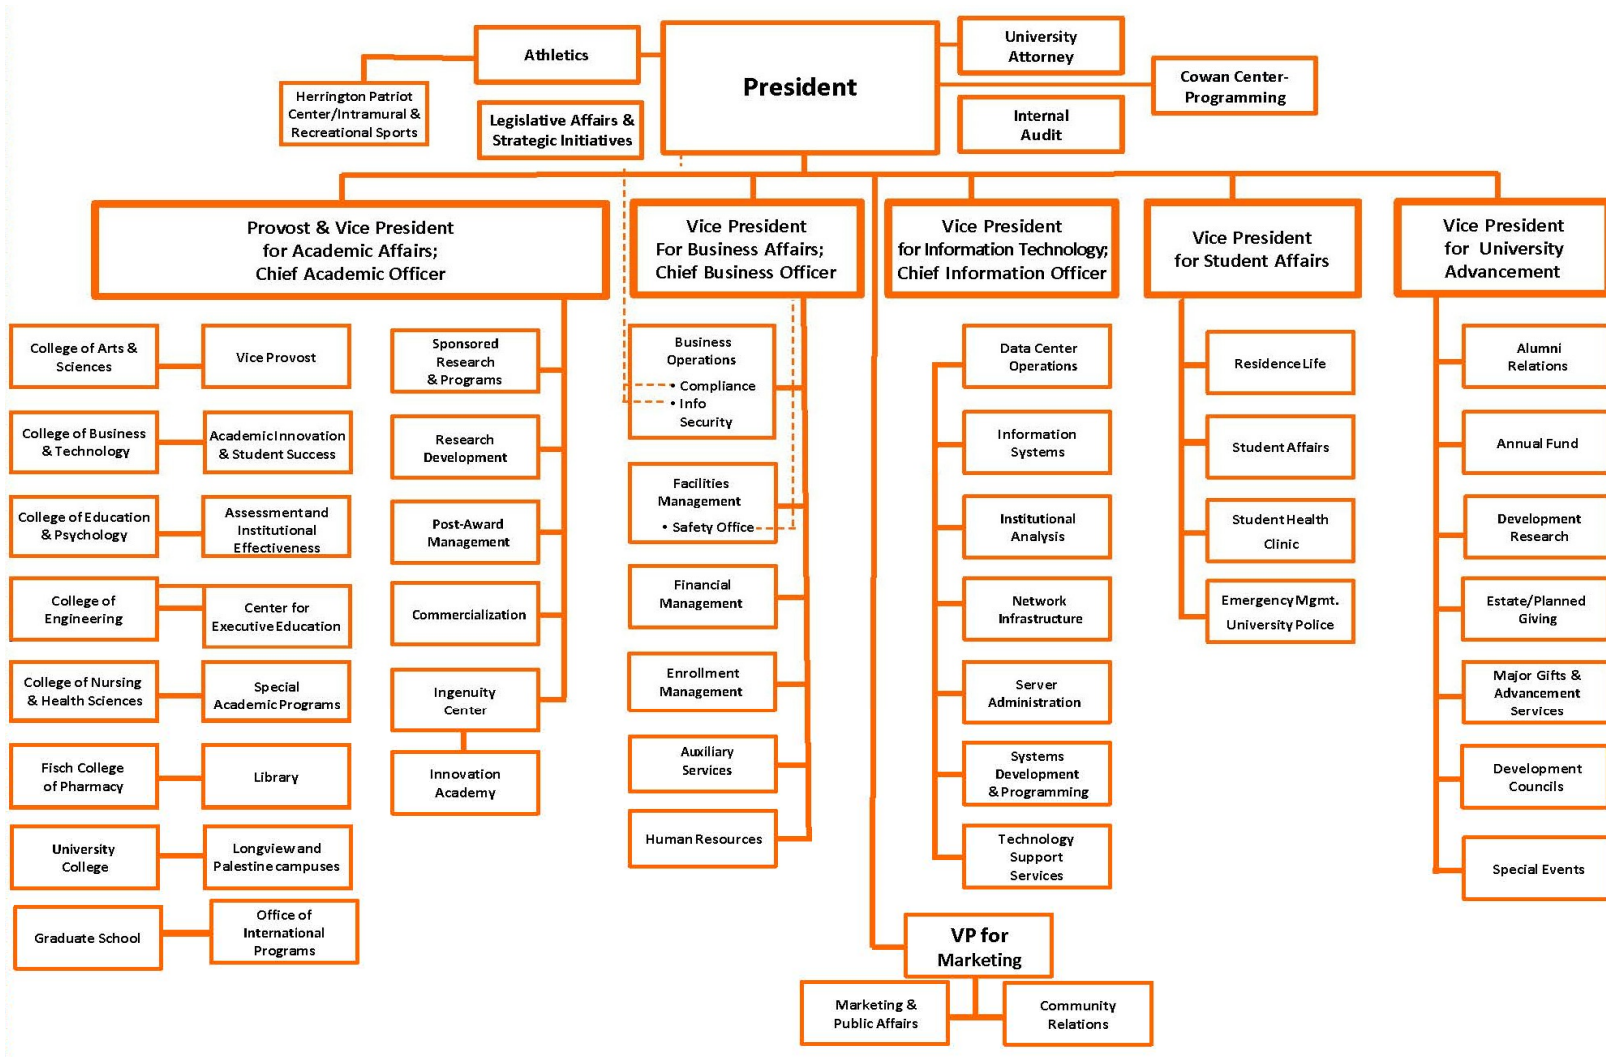 Athletics
President
University
Attorney
Cowan Center-
Programming
Herrington Patriot
Center/Intramural &
Recreational Sports
Legislative Affairs &
Strategic Initiatives
Internal
Audit
Provost & Vice President
for Academic Affairs;
Chief Academic Officer
Vice President
For Business Affairs;
Chief Business Officer
Vice President
for Information Technology;
Chief Information Officer
Vice President
for Student Affairs
Vice President
for University
Advancement
College of Arts &
Sciences
Vice Provost
College of Business
& Technology
Academic Innovation
& Student Success
College of Education
& Psychology
Assessment and
Institutional
Effectiveness
College of
Engineering
Center for
Executive Education
College of Nursing
& Health Sciences
Special
Academic Programs
Fisch College
of Pharmacy
Library
University
College
Longview and
Palestine campuses
Graduate School
Office of
International
Programs
Sponsored
Research
& Programs
Research
Development
Post-Award
Management
Commercialization
Ingenuity
Center
Innovation
Academy
Business
Operations
• Compliance
• Info
Security
Facilities
Management
• Safety Office
Financial
Management
Enrollment
Management
Auxiliary
Services
Human Resources
Data Center
Operations
Information
Systems
Institutional
Analysis
Network
Infrastructure
Server
Administration
Systems
Development
& Programming
Technology
Support
Services
Residence Life
Student Affairs
Student Health
Clinic
Emergency Mgmt.
University Police
Alumni
Relations
Annual Fund
Development
Research
Estate/Planned
Giving
Major Gifts &
Advancement
Services
Development
Councils
Special Events
VP for
Marketing
Marketing &
Public Affairs
Community
Relations